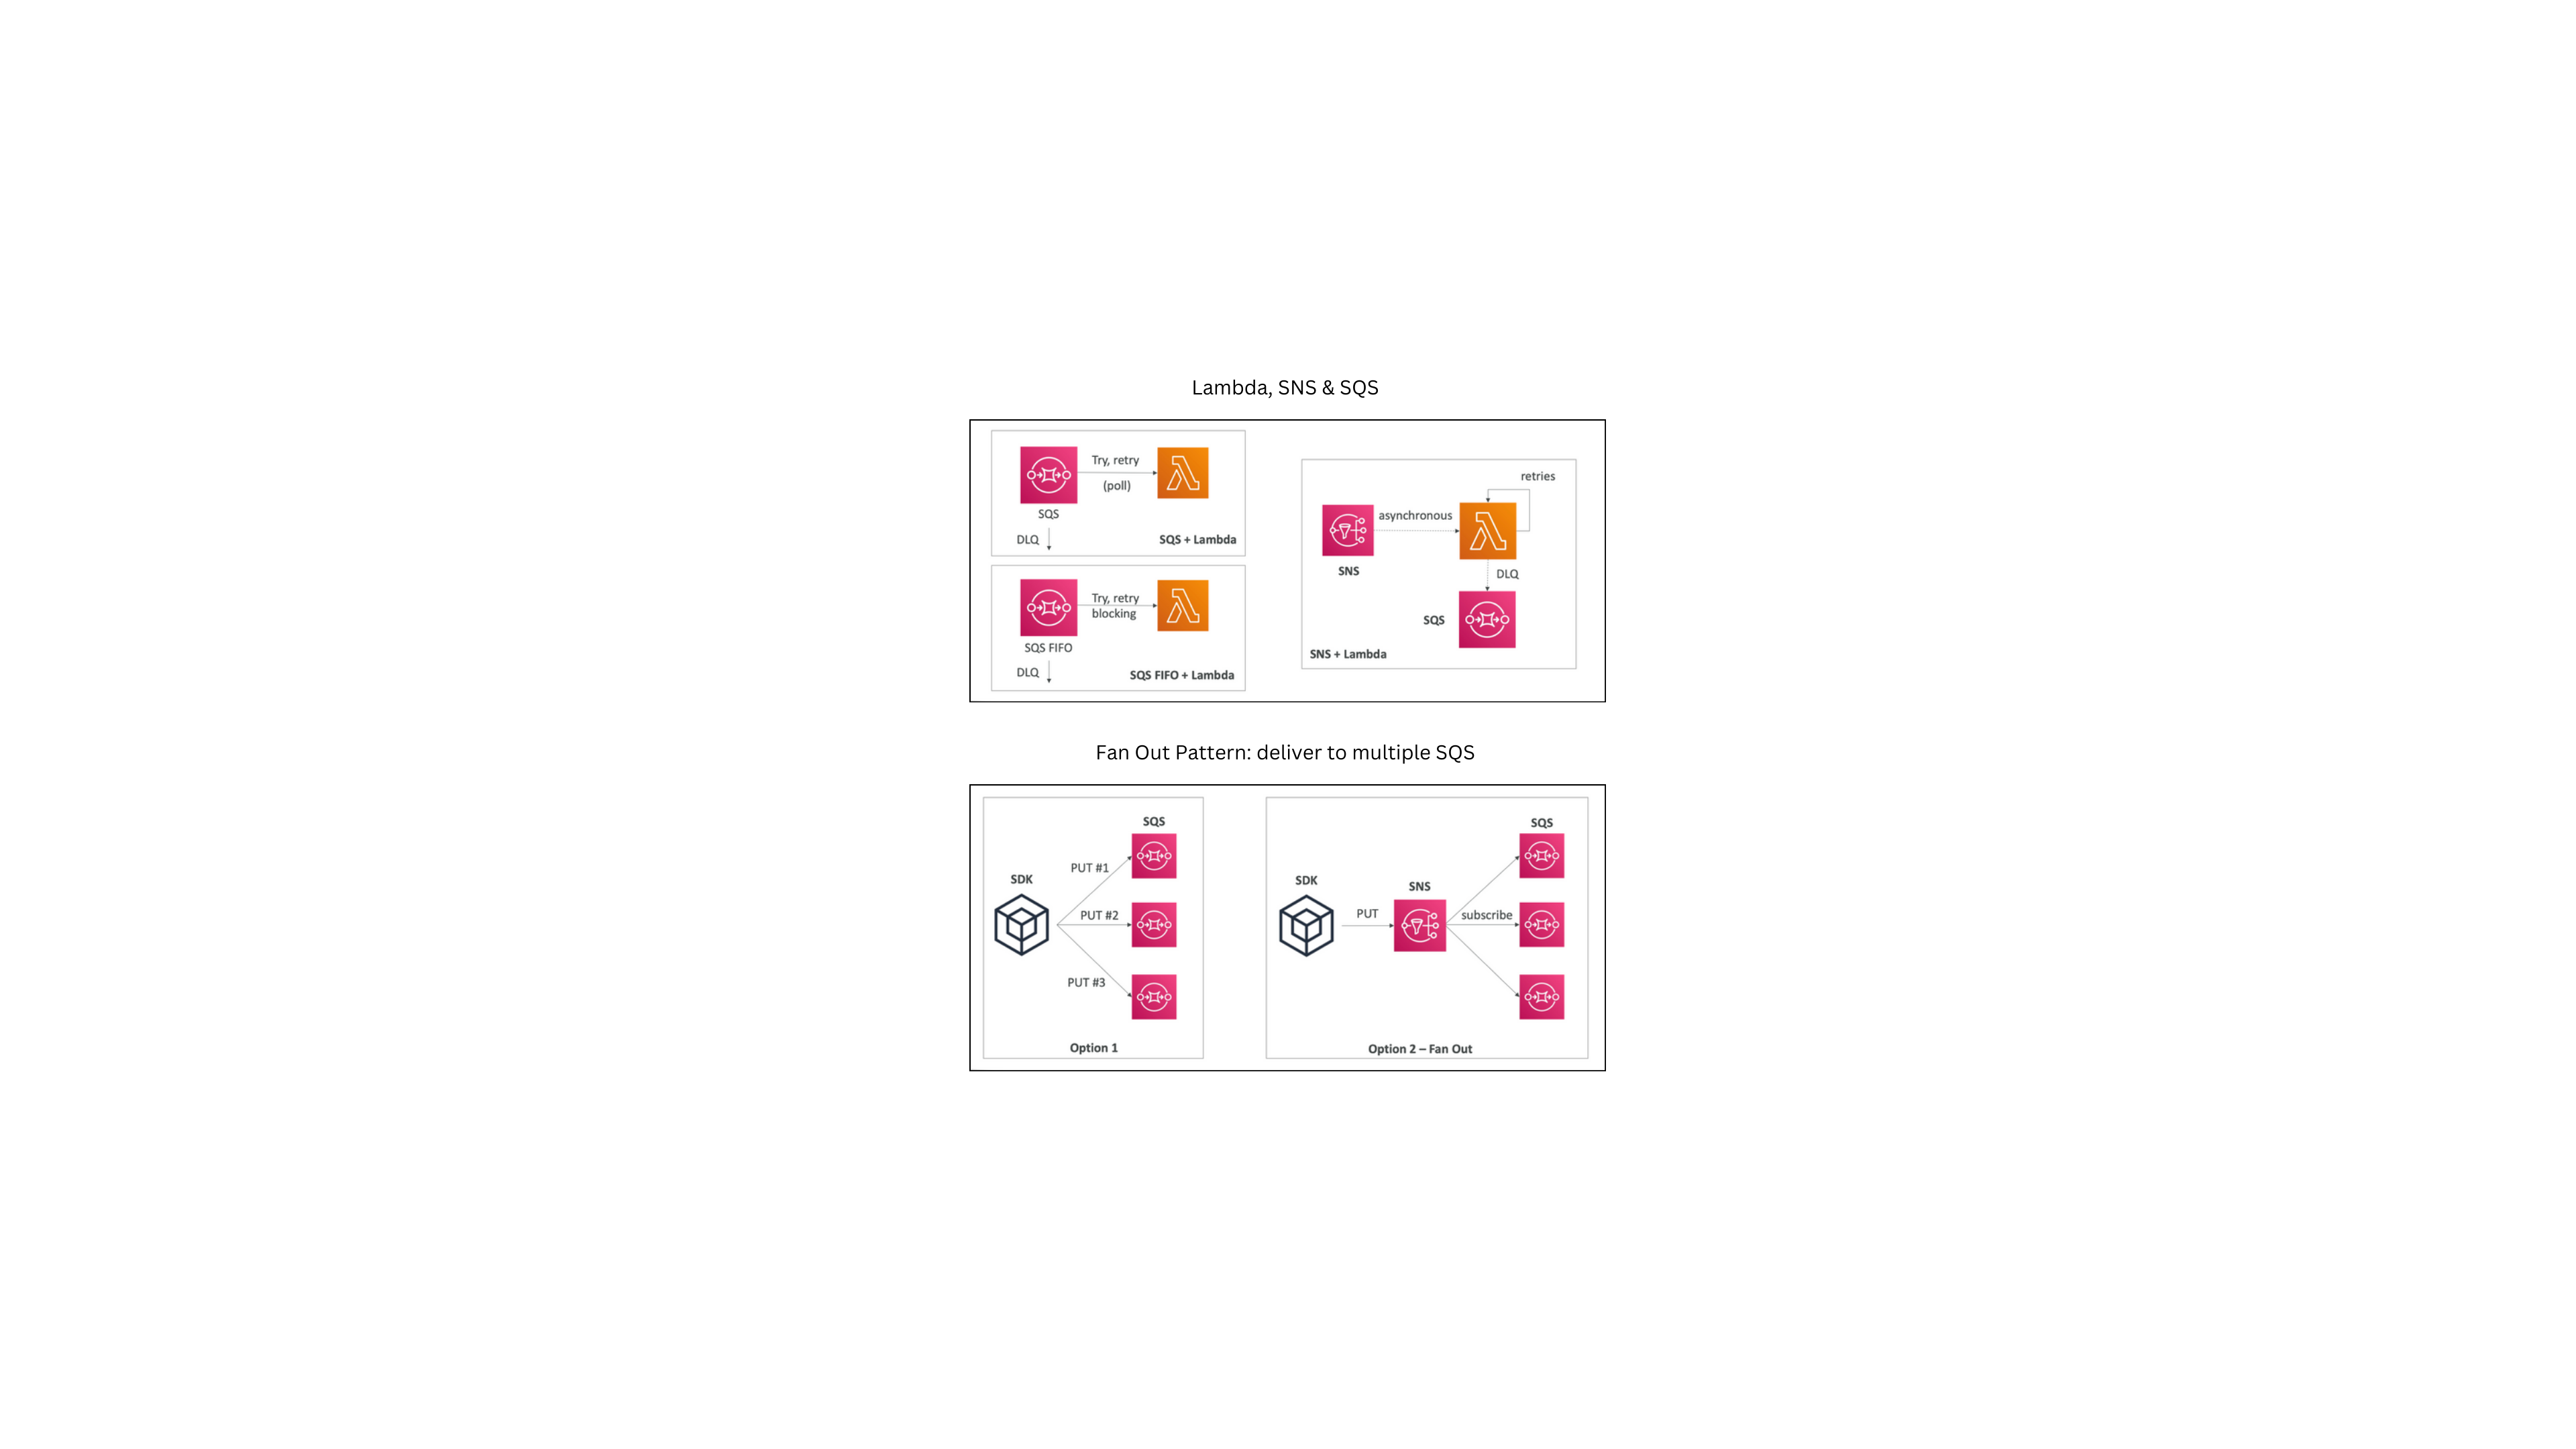 Lambda, SNS & SQS
Try, retry
(poll)
SQS
DLQ
SQS + Lambda
Try, retry
blocking
SQS FIFO
DLQ
SQS FIFO + Lambda
retries
asynchronous
SNS
DLQ
SQS
SNS + Lambda
Fan Out Pattern: deliver to multiple SQS
SQS
PUT #1
SDK
PUT #2
PUT #3
Option 1
SQS
SDK
SNS
PUT
subscribe
Option 2 – Fan Out